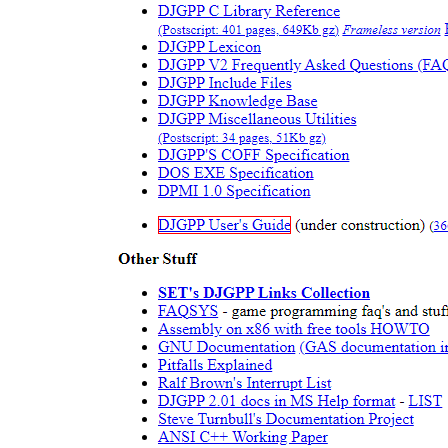 DJGPP C Library Reference
(Postscript: 401 pages, 649Kb gz) Frameless version
DJGPP Lexicon
DJGPP V2 Frequently Asked Questions (FAQ
DJGPP Include Files
DJGPP Knowledge Base
DJGPP Miscellaneous Utilities
(Postscript: 34 pages, 51Kb gz)
DJGPP'S COFF Specification
DOS EXE Specification
DPMI 1.0 Specification
DJGPP User's Guide (under construction) (36
Other Stuff
SET's DJGPP Links Collection
FAQSYS - game programming faq's and stuf
Assembly on x86 with free tools HOWTO
GNU Documentation (GAS documentation in
Pitfalls Explained
Ralf Brown's Interrupt List
DJGPP 2.01 docs in MS Help format - LIST
Steve Turnbull's Documentation Project
ANSI C++ Working Paper